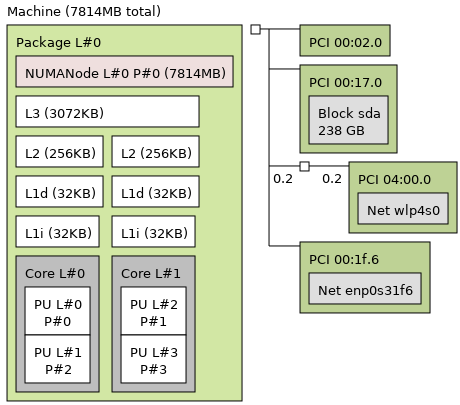 Machine (7814MB total)
Package L#0
NUMANode L#0 P#0 (7814MB)
L3 (3072KB)
L2 (256KB)
L2 (256KB)
L1d (32KB)
L1d (32KB)
L1i (32KB)
L1i (32KB)
Core L#0
PU L#0
P#0
PU L#1
P#2
Core L#1
PU L#2
P#1
PU L#3
P#3
PCI 00:02.0
PCI 00:17.0
Block sda
238 GB
0.2
0.2
PCI 04:00.0
Net wlp4s0
PCI 00:1f.6
Net enp0s31f6